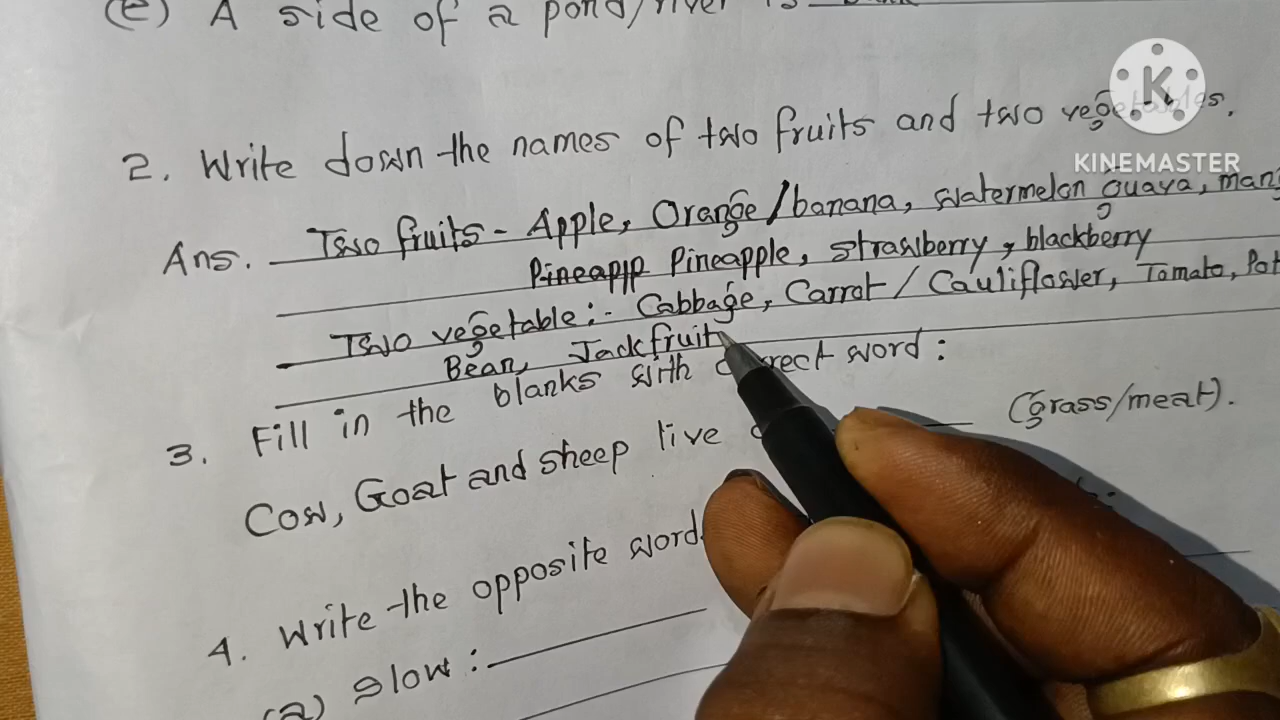 (e) A side of a pond/river is
2. Write down the names of two fruits and two vegetables.
KINEMASTER
Ans. Two fruits - Apple, Orange/banana, watermelon guava,
Pineapple, strawberry, blackberry
Two vegetable:- Cabbage, Carrot/Cauliflower, Tomato,
Bean, Jackfruit
3. Fill in the blanks with correct word:
Cow, Goat and sheep live (grass/meat).
4. Write the opposite word
(a) slow: